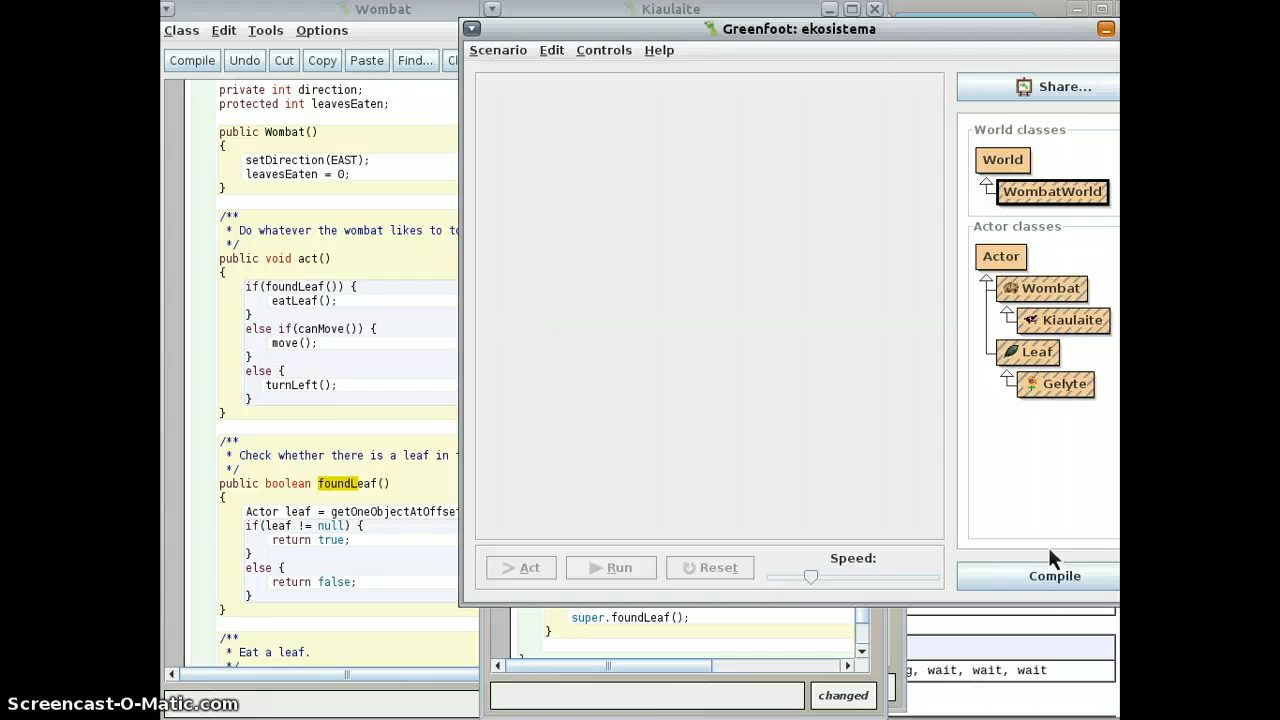 Wombat
Class Edit Tools Options
Compile Undo Cut Copy Paste Find...
private int direction;
protected int leavesEaten;
public Wombat()
{
setDirection(EAST);
leavesEaten = 0;
}
/**
* Do whatever the wombat likes to
*/
public void act()
{
if(foundLeaf()) {
eatLeaf();
}
else if(canMove()) {
move();
}
else {
turnLeft();
}
}
/**
* Check whether there is a leaf in
*/
public boolean foundLeaf()
{
Actor leaf = getOneObjectAtOffset
if(leaf != null) {
return true;
}
else {
return false;
}
}
/**
* Eat a leaf.
*/
Kiaulaite
Greenfoot: ekosistema
Scenario Edit Controls Help
Share...
World classes
World
WombatWorld
Actor classes
Actor
Wombat
Kiaulaite
Leaf
Gelyte
> Act Run Reset
Speed:
Compile
super.foundLeaf();
}
changed
g, wait, wait, wait
Screencast-O-Matic.com